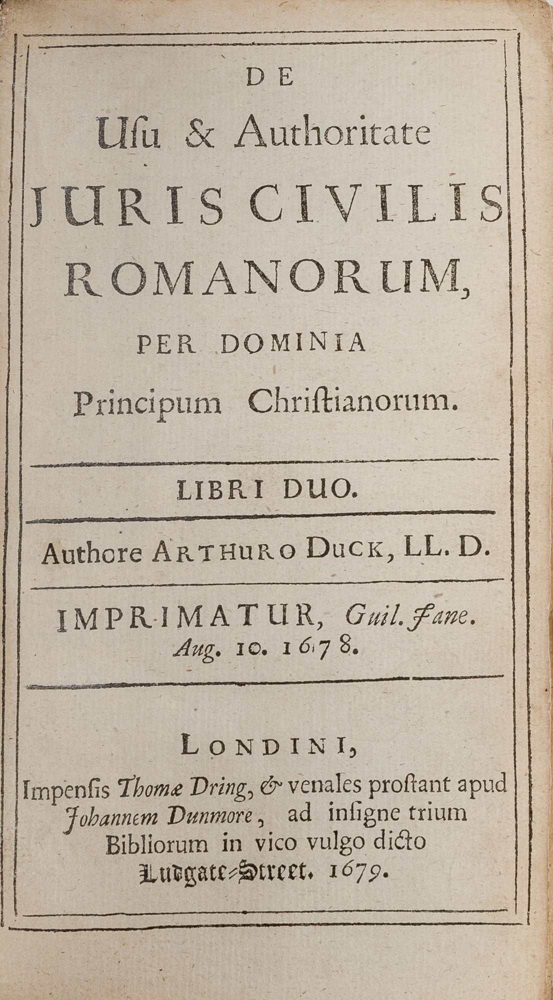 DE
Uſu & Authoritate
JURIS CIVILIS
ROMANORUM,
PER DOMINIA
Principum Chriſtianorum.
LIBRI DUO.
Authore ARTHURO DUCK, LL. D.
IMPRIMATUR, Guil. Jane.
Aug. 10. 1678.
LONDINI,
Impenſis Thomæ Dring, & venales proſtant apud
Johannem Dunmore, ad inſigne trium
Bibliorum in vico vulgo dicto
Ludgate-Street. 1679.